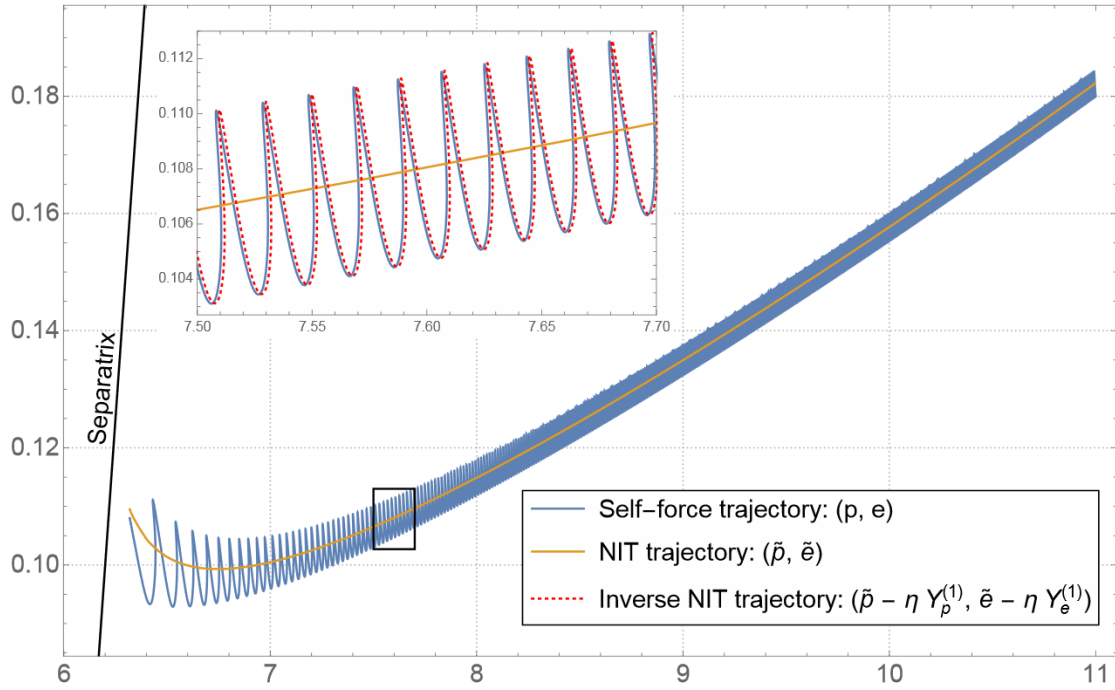 0.18
0.16
0.14
0.12
0.10
6 7 8 9 10 11
Separatrix
0.112
0.110
0.108
0.106
0.104
7.50 7.55 7.60 7.65 7.70
Self-force trajectory: (p, e)
NIT trajectory: (p̃, ẽ)
Inverse NIT trajectory: (p̃ − η Y_p^(1), ẽ − η Y_e^(1))